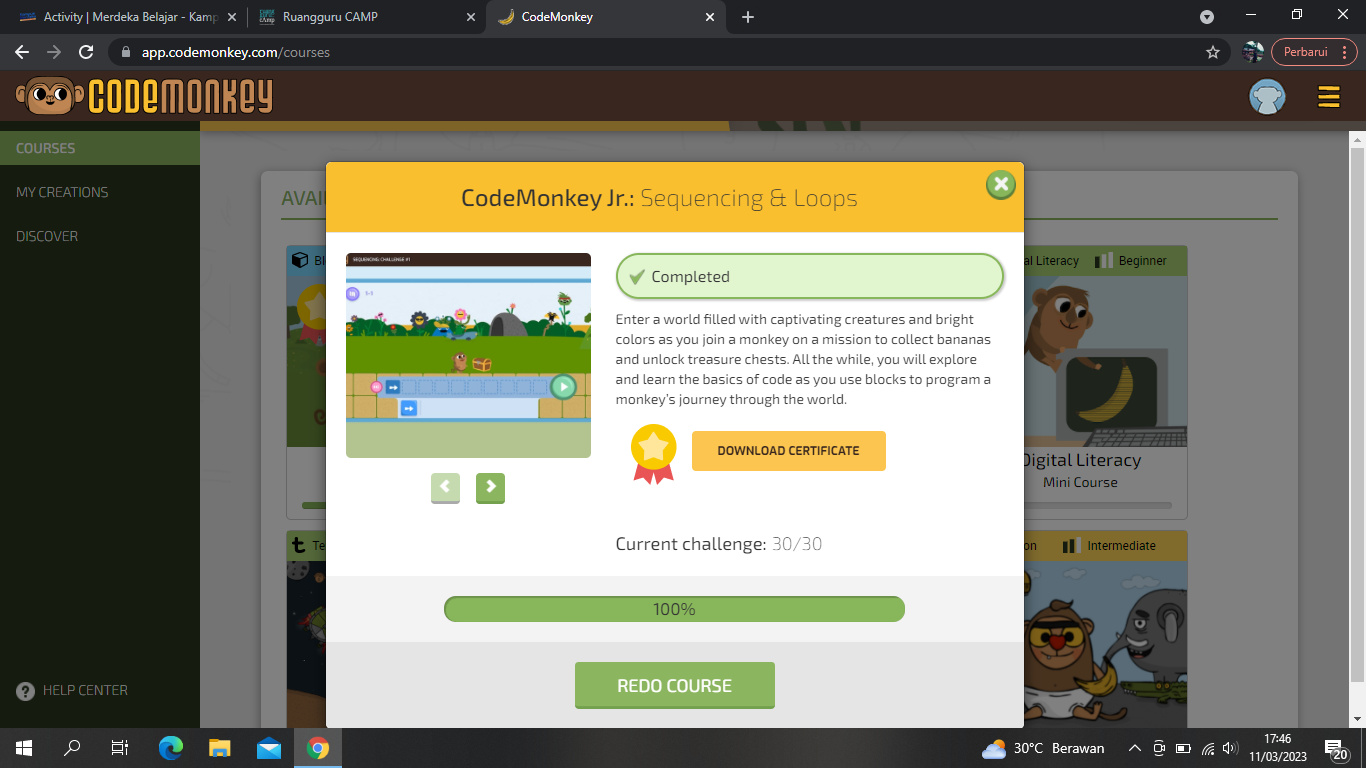 Activity | Merdeka Belajar - Kamp
Ruangguru CAMP
CodeMonkey
app.codemonkey.com/courses
Perbarui
CODEMONKEY
COURSES
MY CREATIONS
DISCOVER
HELP CENTER
AVAI
CodeMonkey Jr.: Sequencing & Loops
SEQUENCING CHALLENGE #1
Completed
Enter a world filled with captivating creatures and bright
colors as you join a monkey on a mission to collect bananas
and unlock treasure chests. All the while, you will explore
and learn the basics of code as you use blocks to program a
monkey's journey through the world.
DOWNLOAD CERTIFICATE
Current challenge: 30/30
100%
REDO COURSE
Bl
al Literacy
Beginner
Digital Literacy
Mini Course
t Te
on
Intermediate
30°C Berawan
17:46
11/03/2023
20